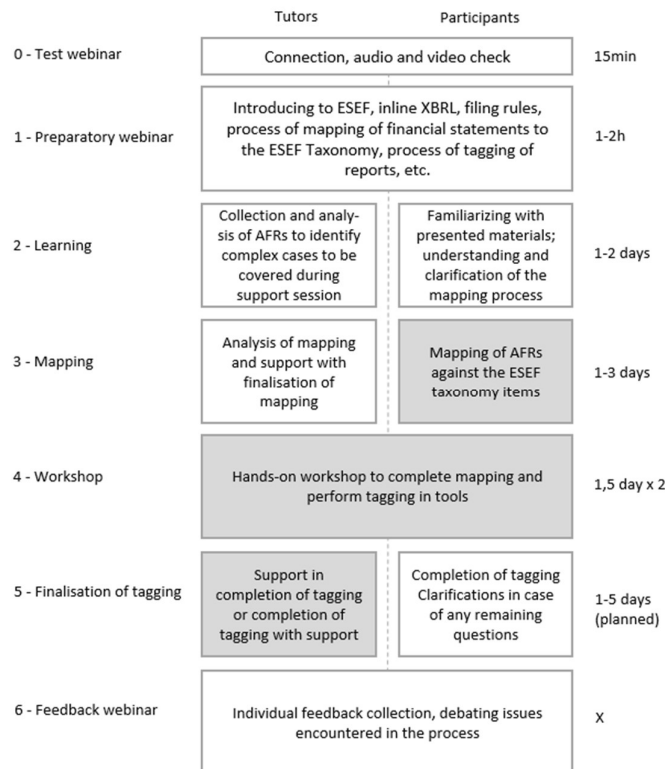 Tutors
Participants
0 - Test webinar
Connection, audio and video check
15min
1 - Preparatory webinar
Introducing to ESEF, inline XBRL, filing rules,
process of mapping of financial statements to
the ESEF Taxonomy, process of tagging of
reports, etc.
1-2h
2 - Learning
Collection and analy-
sis of AFRs to identify
complex cases to be
covered during
support session
Familiarizing with
presented materials;
understanding and
clarification of the
mapping process
1-2 days
3 - Mapping
Analysis of mapping
and support with
finalisation of
mapping
Mapping of AFRs
against the ESEF
taxonomy items
1-3 days
4 - Workshop
Hands-on workshop to complete mapping and
perform tagging in tools
1,5 day x 2
5 - Finalisation of tagging
Support in
completion of tagging
or completion of
tagging with support
Completion of tagging
Clarifications in case
of any remaining
questions
1-5 days
(planned)
6 - Feedback webinar
Individual feedback collection, debating issues
encountered in the process
X